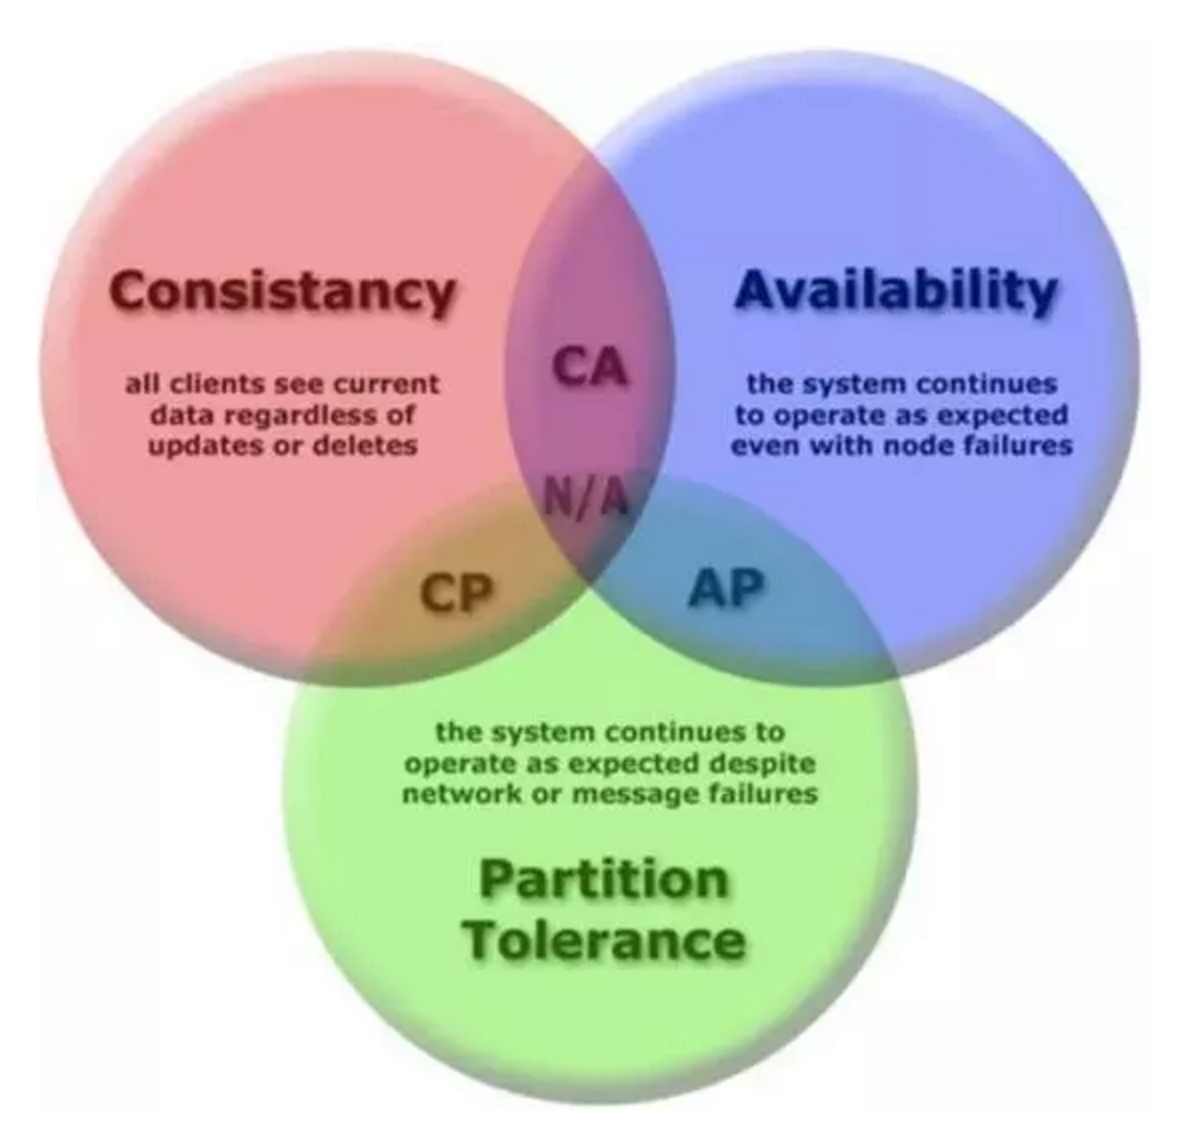 Consistancy
all clients see current
data regardless of
updates or deletes
Availability
the system continues
to operate as expected
even with node failures
CA
N/A
CP
AP
the system continues to
operate as expected despite
network or message failures
Partition
Tolerance